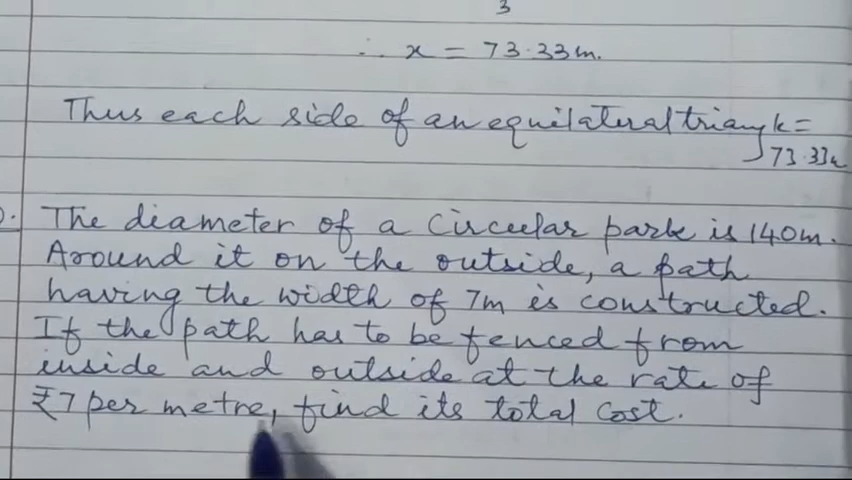 3
∴ x = 73.33m.
Thus each side of an equilateral triangle =
73.33m
The diameter of a circular park is 140m.
Around it on the outside, a path
having the width of 7m is constructed.
If the path has to be fenced from
inside and outside at the rate of
₹7 per metre, find its total cost.